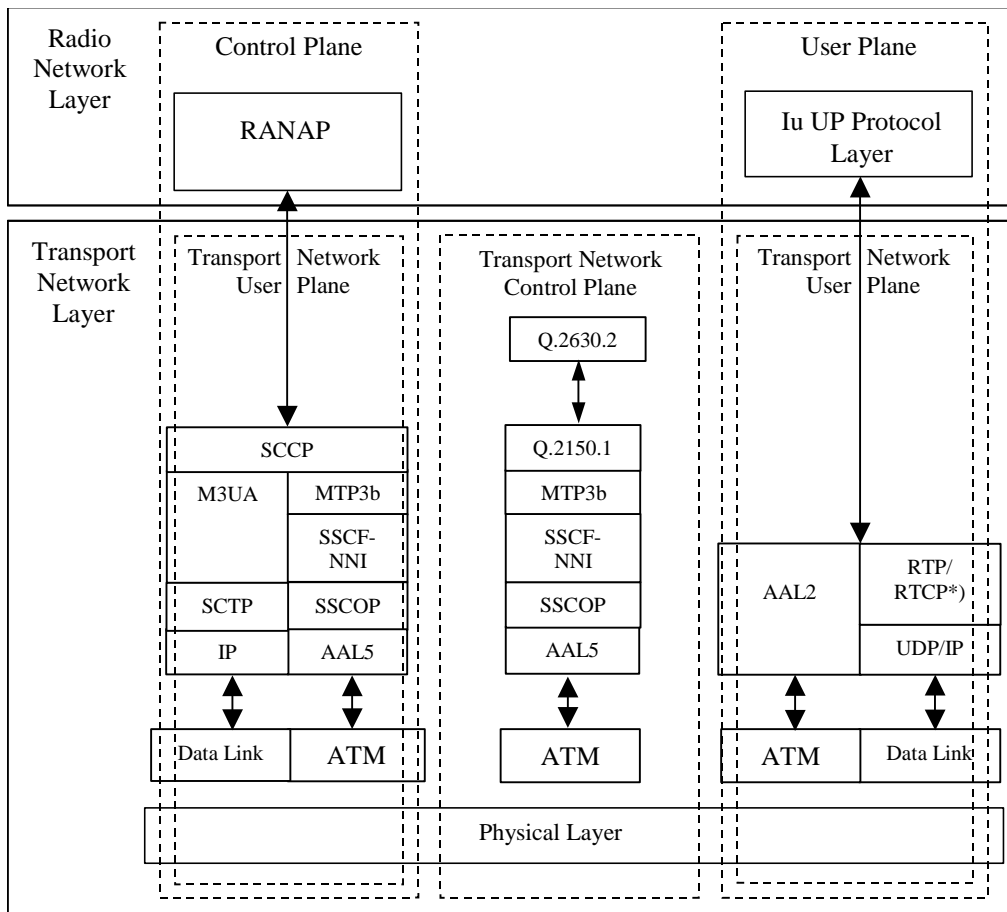 Radio
Network
Layer
Control Plane
User Plane
RANAP
Iu UP Protocol
Layer
Transport
Network
Layer
Transport Network
User Plane
Transport Network
Control Plane
Transport Network
User Plane
Q.2630.2
SCCP
M3UA
MTP3b
SSCF-
NNI
SCTP
SSCOP
IP
AAL5
Data Link
ATM
Q.2150.1
MTP3b
SSCF-
NNI
SSCOP
AAL5
ATM
AAL2
RTP/
RTCP*)
UDP/IP
ATM
Data Link
Physical Layer